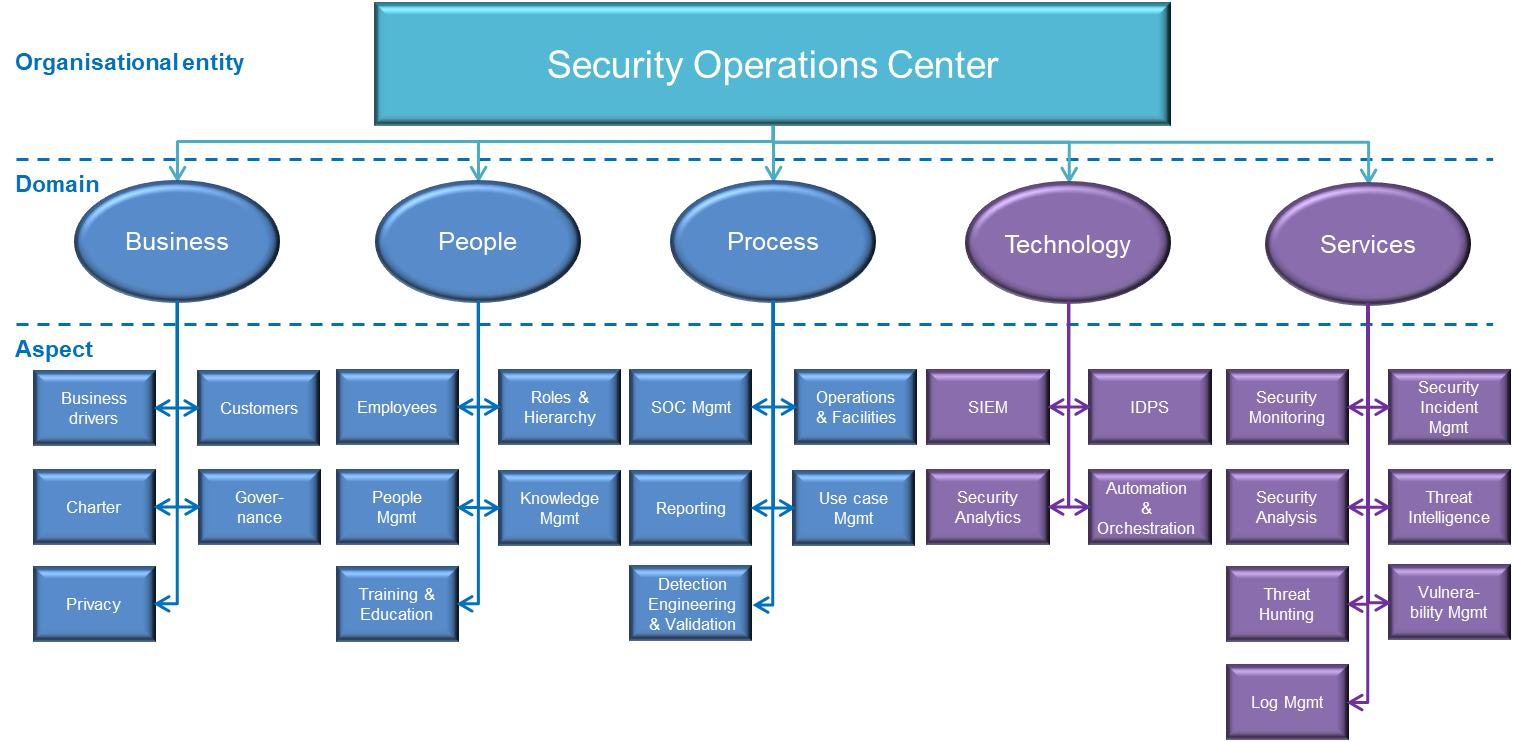 Organisational entity
Security Operations Center
Domain
Business
People
Process
Technology
Services
Aspect
Business
drivers
Customers
Employees
Roles &
Hierarchy
SOC Mgmt
Operations
& Facilities
SIEM
IDPS
Security
Monitoring
Security
Incident
Mgmt
Charter
Gover-
nance
People
Mgmt
Knowledge
Mgmt
Reporting
Use case
Mgmt
Security
Analytics
Automation
&
Orchestration
Security
Analysis
Threat
Intelligence
Privacy
Training &
Education
Detection
Engineering
& Validation
Threat
Hunting
Vulnera-
bility Mgmt
Log Mgmt